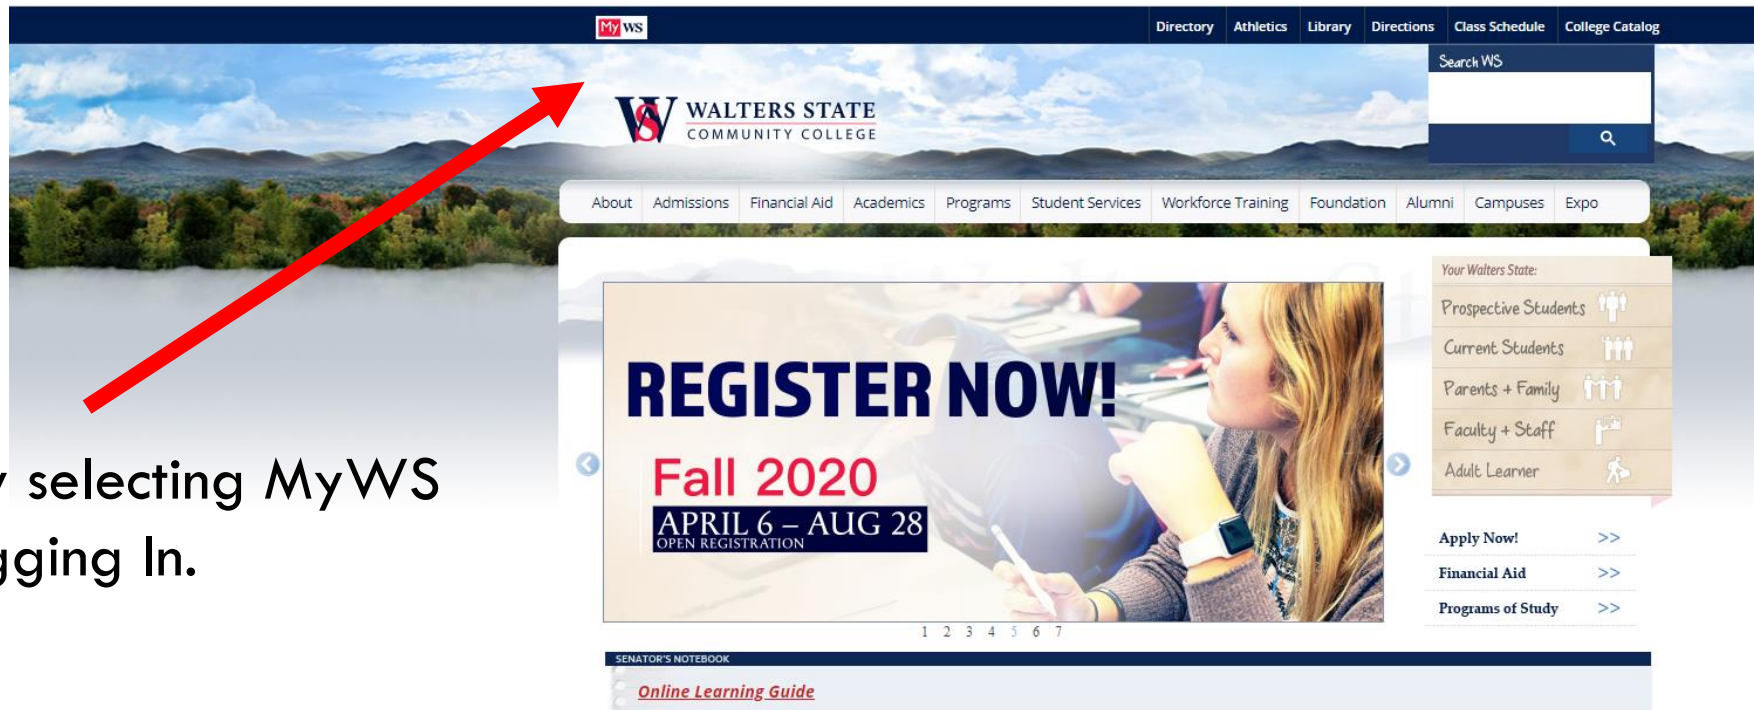 My WS
Directory Athletics Library Directions Class Schedule College Catalog
Search WS
WS WALTERS STATE
COMMUNITY COLLEGE
About Admissions Financial Aid Academics Programs Student Services Workforce Training Foundation Alumni Campuses Expo
Your Walters State:
Prospective Students
Current Students
Parents + Family
Faculty + Staff
Adult Learner
REGISTER NOW!
Fall 2020
APRIL 6 – AUG 28
OPEN REGISTRATION
selecting MyWS
In.
Apply Now! >>
Financial Aid >>
Programs of Study >>
1 2 3 4 5 6 7
SENATOR'S NOTEBOOK
Online Learning Guide